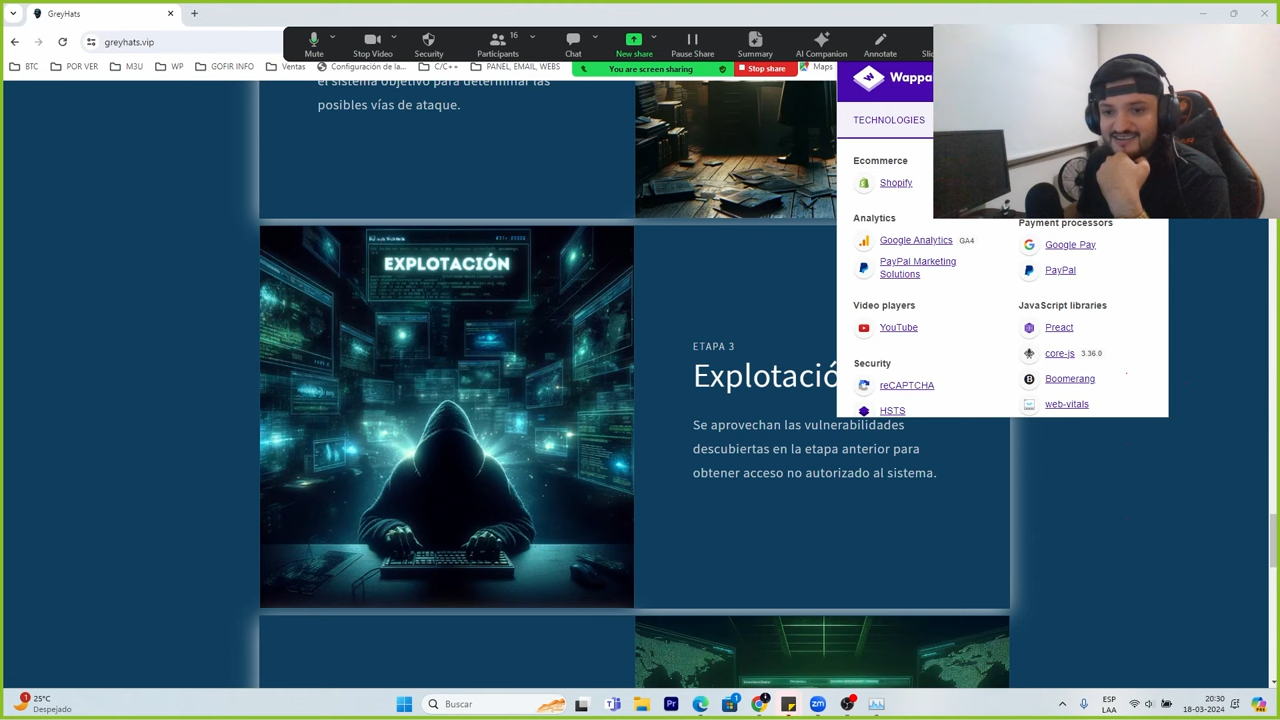 GreyHats
greyhats.vip
16
Mute
Stop Video
Security
Participants
Chat
New share
Pause Share
Summary
AI Companion
Annotate
BTC
POR VER
M3U
WP
GOFIR INFO
Ventas
Configuración de la...
C/C++
PANEL, EMAIL, WEBS
You are screen sharing
Stop share
Maps
el sistema objetivo para determinar las
posibles vías de ataque.
Wappa
TECHNOLOGIES
Ecommerce
Shopify
Analytics
Google Analytics GA4
PayPal Marketing
Solutions
Video players
YouTube
Security
reCAPTCHA
HSTS
Payment processors
Google Pay
PayPal
JavaScript libraries
Preact
core-js 3.36.0
Boomerang
web-vitals
EXPLOTACIÓN
ETAPA 3
Explotació
Se aprovechan las vulnerabilidades
descubiertas en la etapa anterior para
obtener acceso no autorizado al sistema.
1
25°C
Despejado
Buscar
ESP
LAA
20:30
18-03-2024